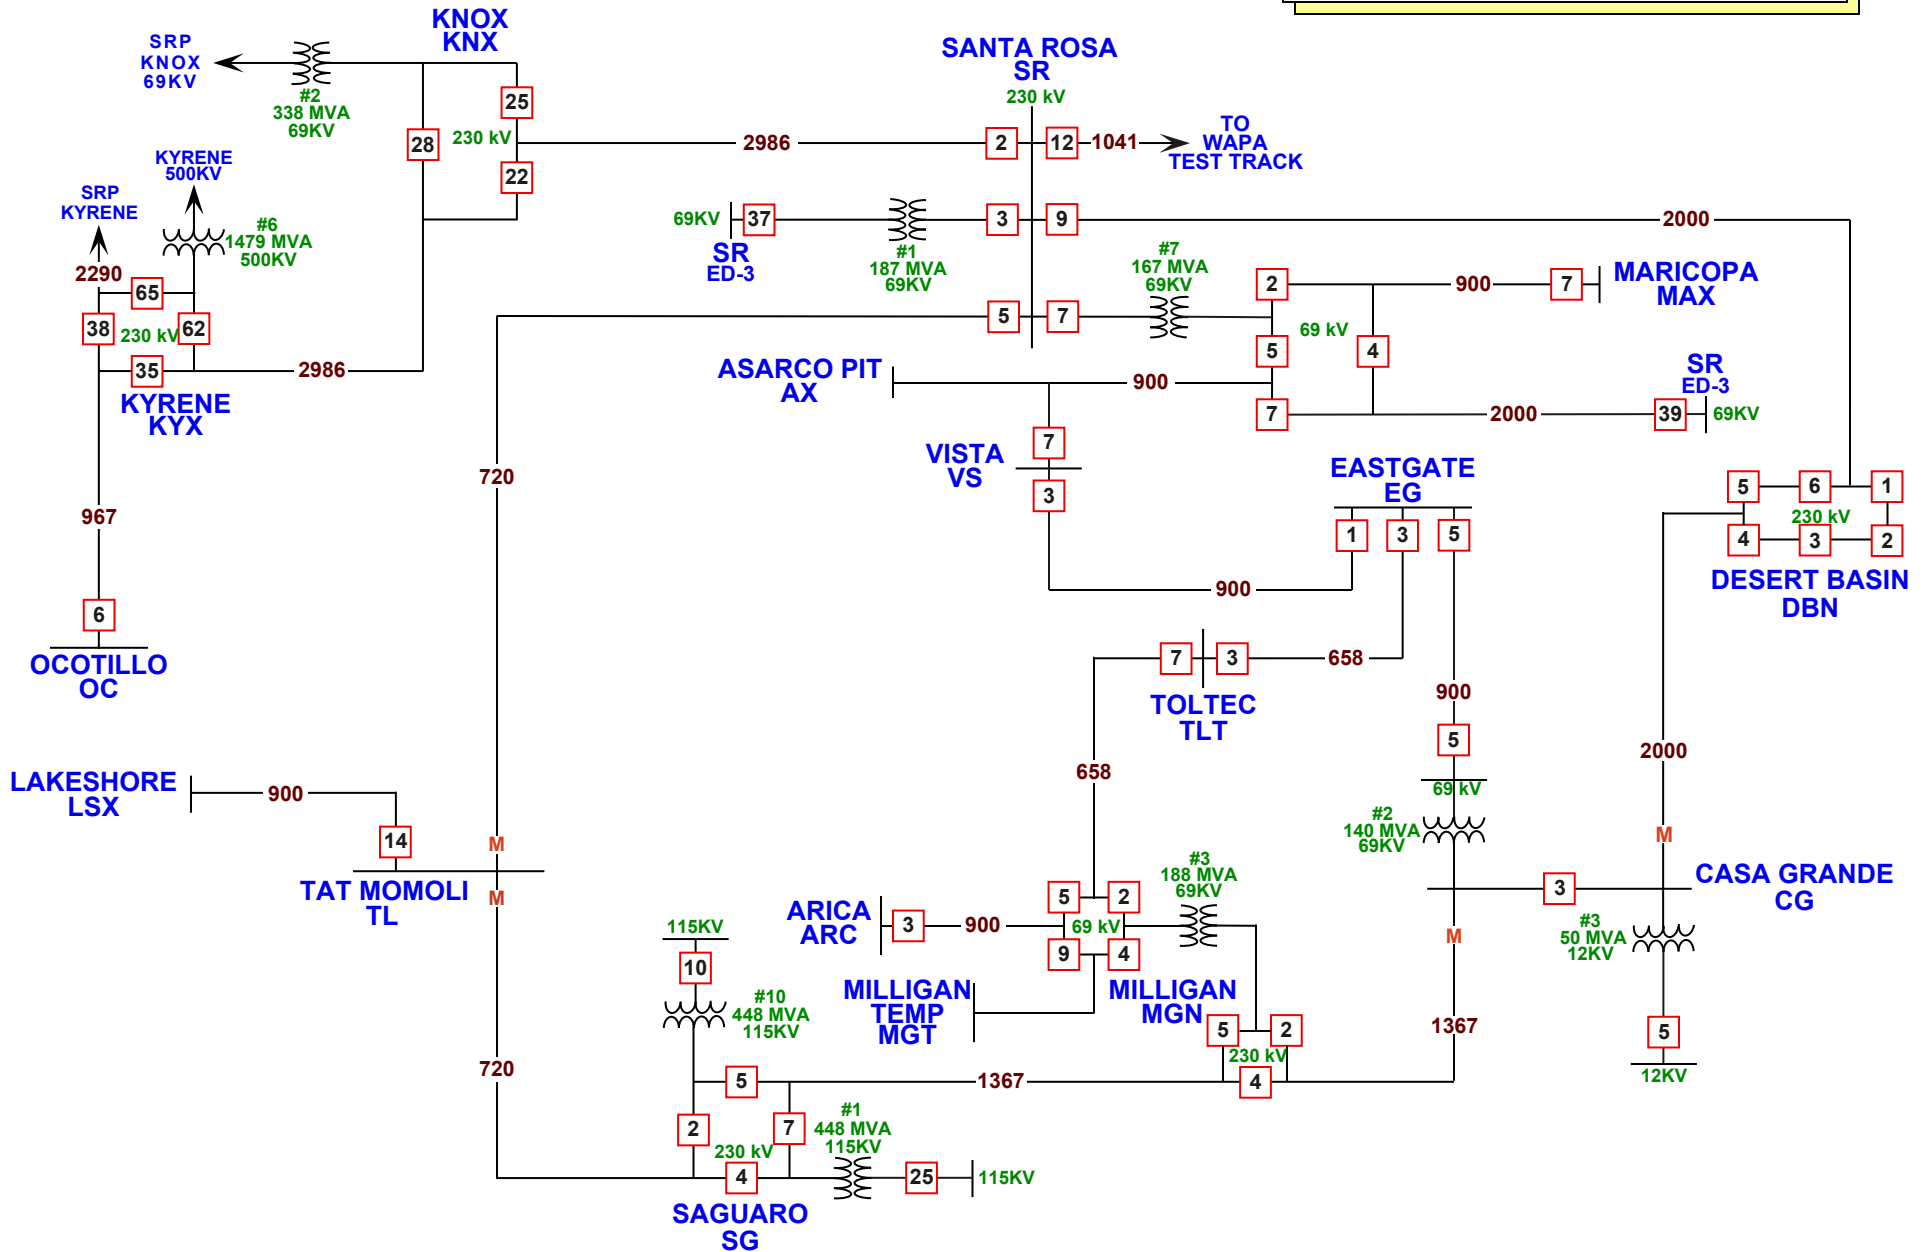 KNOX
KNX
SRP
KNOX
69KV
#2
338 MVA
69KV
25
28
230 kV
22
2986
SANTA ROSA
SR
230 kV
2
12
1041
TO
WAPA
TEST TRACK
KYRENE
500KV
SRP
KYRENE
#6
1479 MVA
500KV
2290
65
38
230 kV
62
35
2986
KYRENE
KYX
967
6
OCOTILLO
OC
69KV
37
SR
ED-3
#1
187 MVA
69KV
3
9
2000
#7
167 MVA
69KV
5
7
2
69 kV
5
4
7
900
7
MARICOPA
MAX
ASARCO PIT
AX
900
2000
39
SR
ED-3
69KV
720
7
VISTA
VS
3
900
EASTGATE
EG
1
3
5
5
6
1
230 kV
4
3
2
DESERT BASIN
DBN
7
3
658
TOLTEC
TLT
658
900
5
69 kV
#2
140 MVA
69KV
2000
M
LAKESHORE
LSX
900
14
M
TAT MOMOLI
TL
M
720
3
CASA GRANDE
CG
#3
50 MVA
12KV
5
12KV
M
1367
ARICA
ARC
3
900
5
2
69 kV
9
4
#3
188 MVA
69KV
MILLIGAN
TEMP
MGT
MILLIGAN
MGN
5
2
230 kV
4
1367
115KV
10
#10
448 MVA
115KV
5
2
7
230 kV
4
#1
448 MVA
115KV
25
115KV
SAGUARO
SG